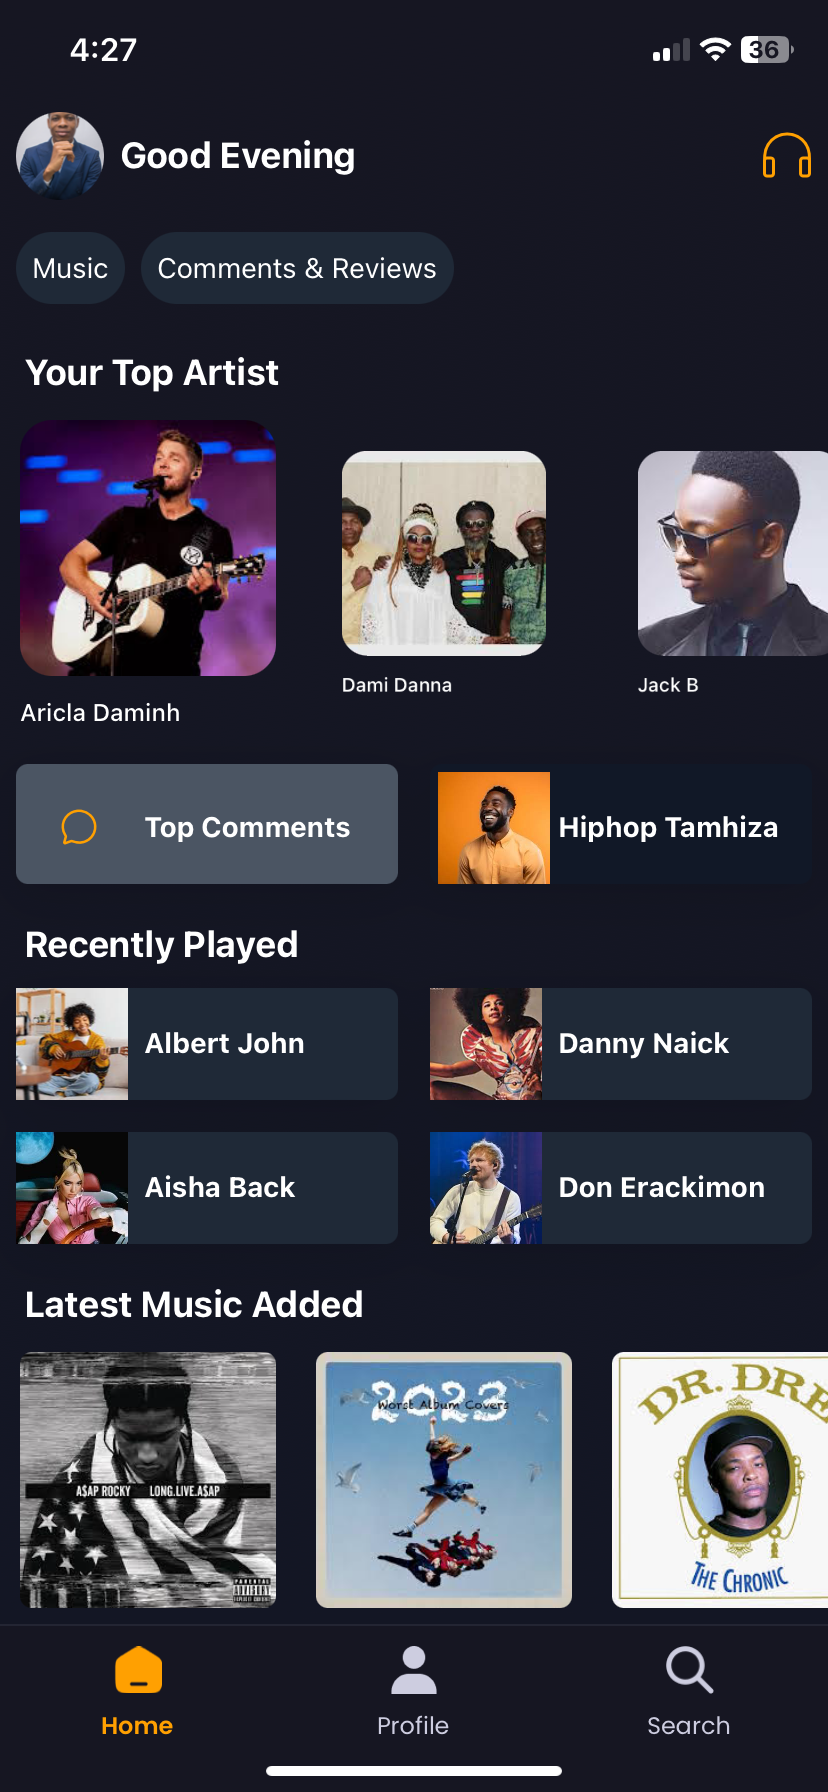 4:27
36
Good Evening
Music
Comments & Reviews
Your Top Artist
Aricla Daminh
Dami Danna
Jack B
Top Comments
Hiphop Tamhiza
Recently Played
Albert John
Danny Naick
Aisha Back
Don Erackimon
Latest Music Added
A$AP ROCKY LONG.LIVE.A$AP
PARENTAL
ADVISORY
EXPLICIT CONTENT
2023
Worst Album Covers
DR. DRE
THE CHRONIC
Home
Profile
Search